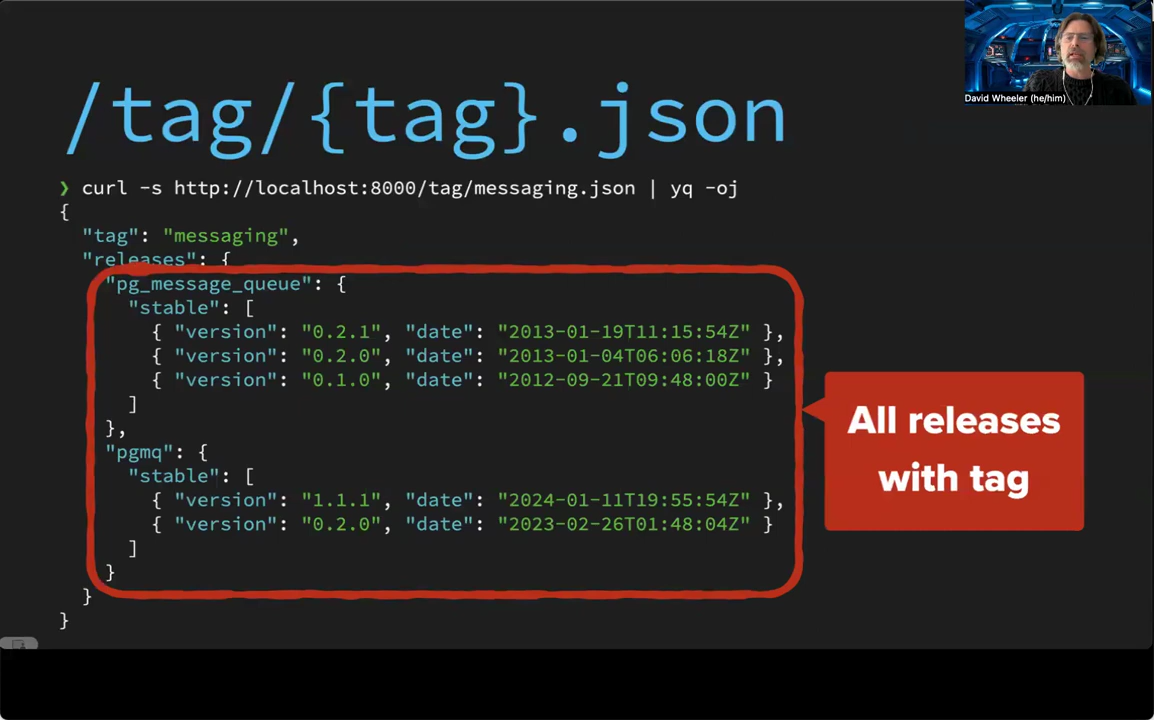 /tag/{tag}.json
David Wheeler (he/him)
❯ curl -s http://localhost:8000/tag/messaging.json | yq -oj
{
"tag": "messaging",
"releases": {
"pg_message_queue": {
"stable": [
{ "version": "0.2.1", "date": "2013-01-19T11:15:54Z" },
{ "version": "0.2.0", "date": "2013-01-04T06:06:18Z" },
{ "version": "0.1.0", "date": "2012-09-21T09:48:00Z" }
]
},
"pgmq": {
"stable": [
{ "version": "1.1.1", "date": "2024-01-11T19:55:54Z" },
{ "version": "0.2.0", "date": "2023-02-26T01:48:04Z" }
]
}
}
}
All releases
with tag